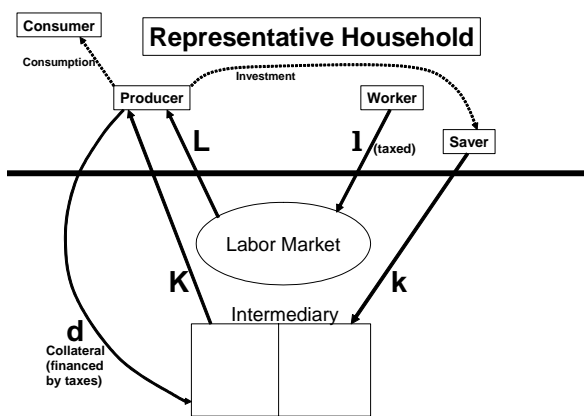 Consumer
Representative Household
Consumption
Investment
Producer
Worker
L
l (taxed)
Saver
Labor Market
K
k
Intermediary
d
Collateral
(financed
by taxes)